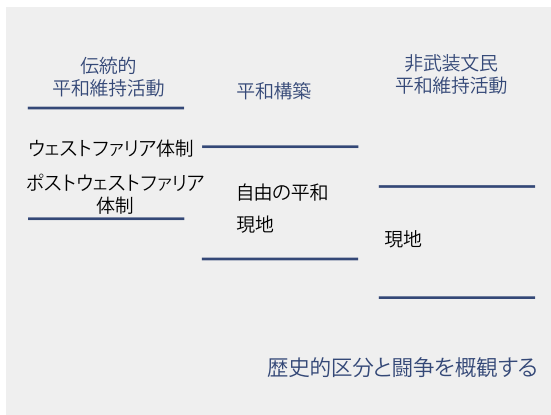 伝統的
平和維持活動
ウェストファリア体制
ポストウェストファリア
体制
平和構築
自由の平和
現地
非武装文民
平和維持活動
現地
歴史的区分と闘争を概観する